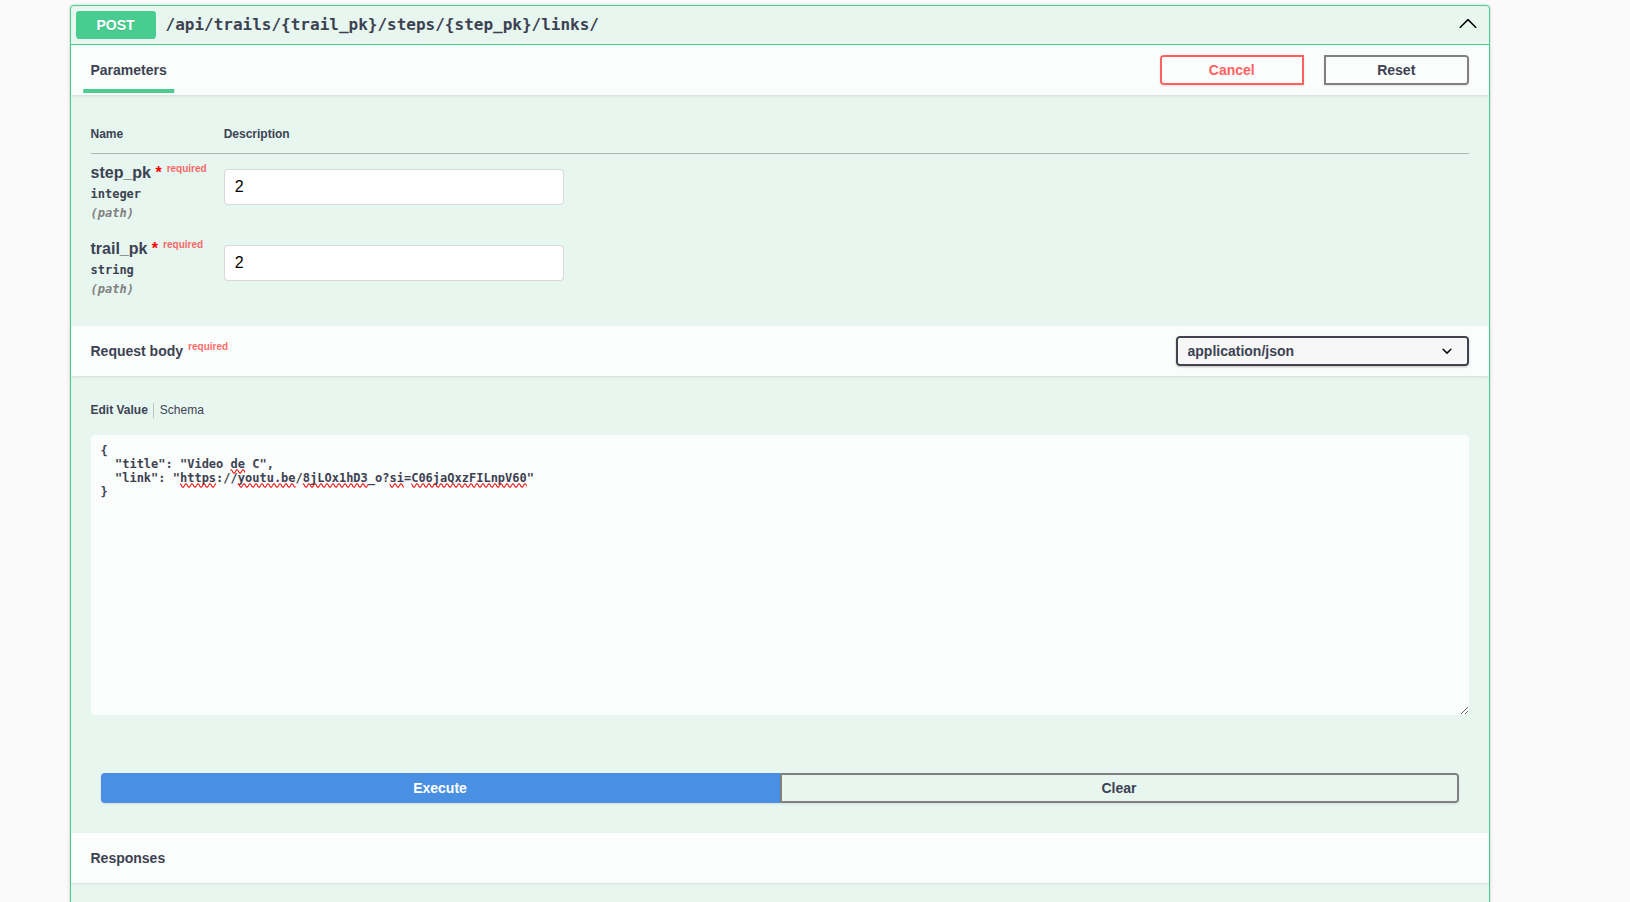 POST /api/trails/{trail_pk}/steps/{step_pk}/links/
Parameters
Cancel
Reset
Name Description
step_pk * required
integer
(path)
2
trail_pk * required
string
(path)
2
Request body required
application/json
Edit Value | Schema
{
  "title": "Video de C",
  "link": "https://youtu.be/8jLOx1hD3_o?si=C06jaQxzFILnpV60"
}
Execute
Clear
Responses